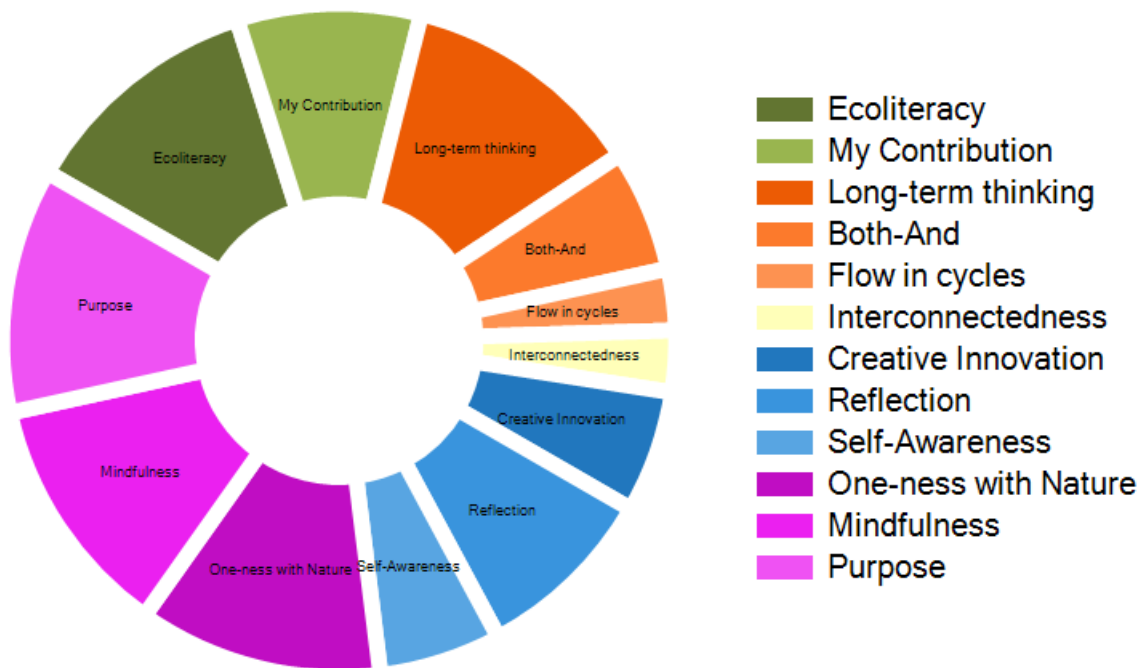 My Contribution
Ecoliteracy
Long-term thinking
Both-And
Purpose
Flow in cycles
Interconnectedness
Creative Innovation
Mindfulness
Reflection
One-ness with Nature
Self-Awareness
Ecoliteracy
My Contribution
Long-term thinking
Both-And
Flow in cycles
Interconnectedness
Creative Innovation
Reflection
Self-Awareness
One-ness with Nature
Mindfulness
Purpose